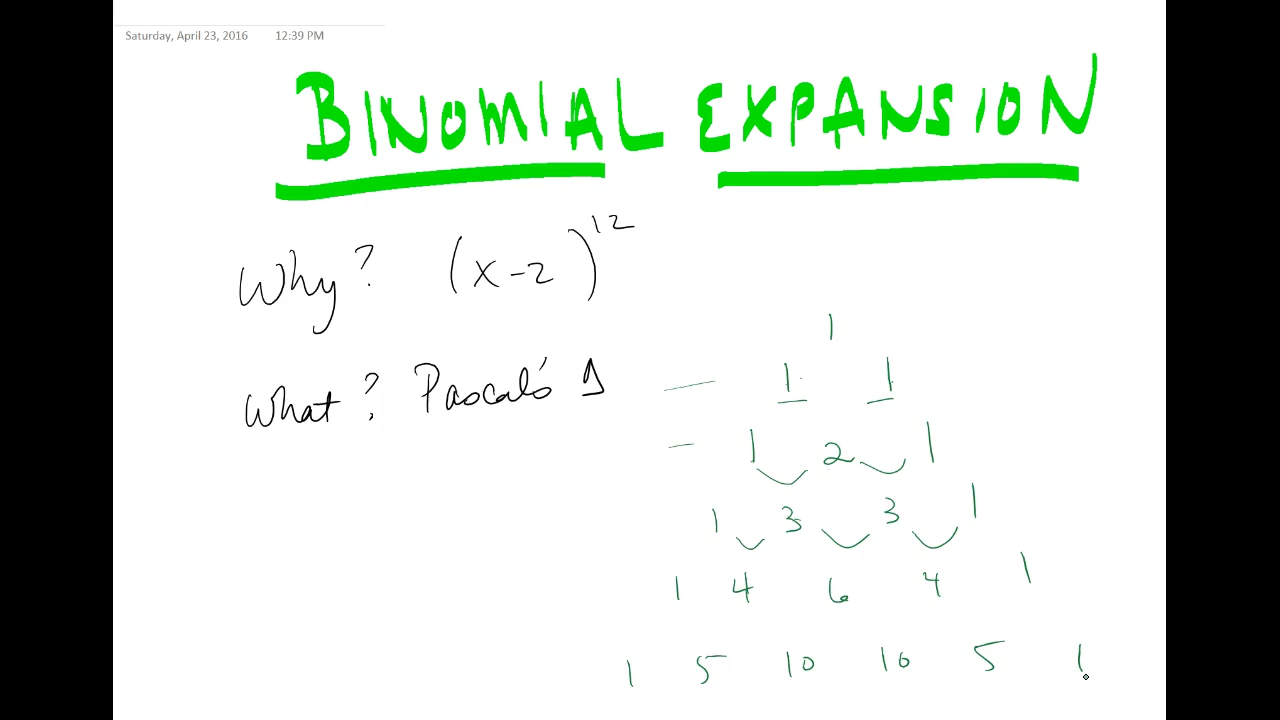 Saturday, April 23, 2016 12:39 PM
BINOMIAL EXPANSION
Why? (x-2)^12
What? Pascal's Δ
1
1 1
1 2 1
1 3 3 1
1 4 6 4 1
1 5 10 10 5 1